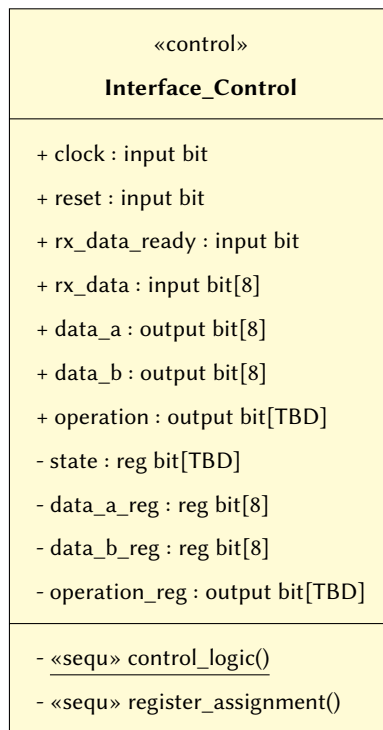 «control»
Interface_Control
+ clock : input bit
+ reset : input bit
+ rx_data_ready : input bit
+ rx_data : input bit[8]
+ data_a : output bit[8]
+ data_b : output bit[8]
+ operation : output bit[TBD]
- state : reg bit[TBD]
- data_a_reg : reg bit[8]
- data_b_reg : reg bit[8]
- operation_reg : output bit[TBD]
- «sequ» control_logic()
- «sequ» register_assignment()